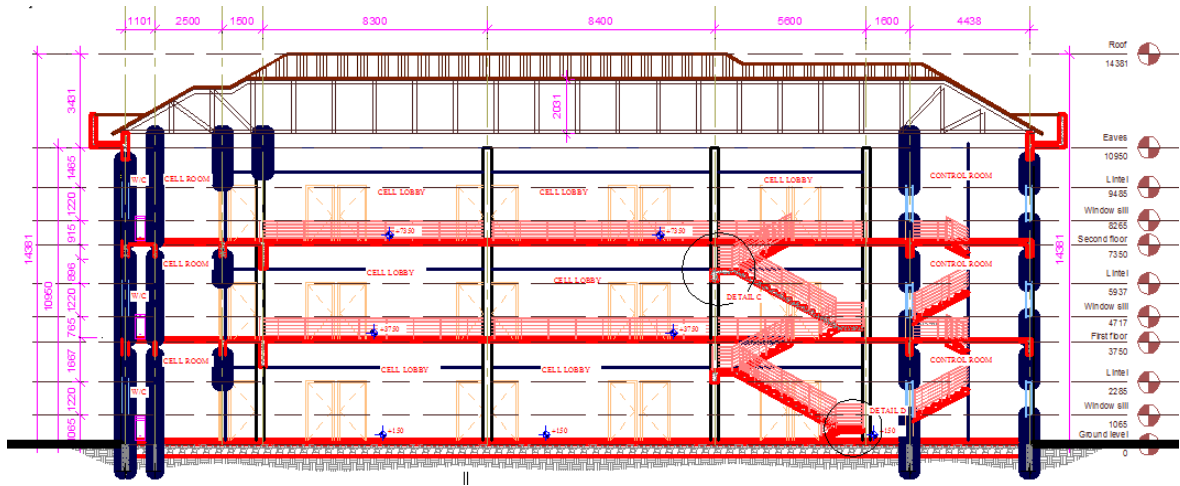 1101 2500 1500 8300 8400 5600 1600 4438
Roof
14381
3431
2031
Eaves
10950
1465
W/C CELL ROOM CELL LOBBY CELL LOBBY CELL LOBBY CONTROL ROOM
Lintel
9485
1220
Window sill
8265
915
+7350 +7350
Second floor
7350
14381
14381
10950
896
CELL ROOM CELL LOBBY CELL LOBBY CONTROL ROOM
Lintel
5937
1220
W/C DETAIL C
Window sill
4717
765
+3750 +3750
First floor
3750
1667
CELL ROOM CELL LOBBY CELL LOBBY CONTROL ROOM
Lintel
2285
1220
W/C
Window sill
1065
DETAIL D
1065
+150 +150 +150
Ground level
0